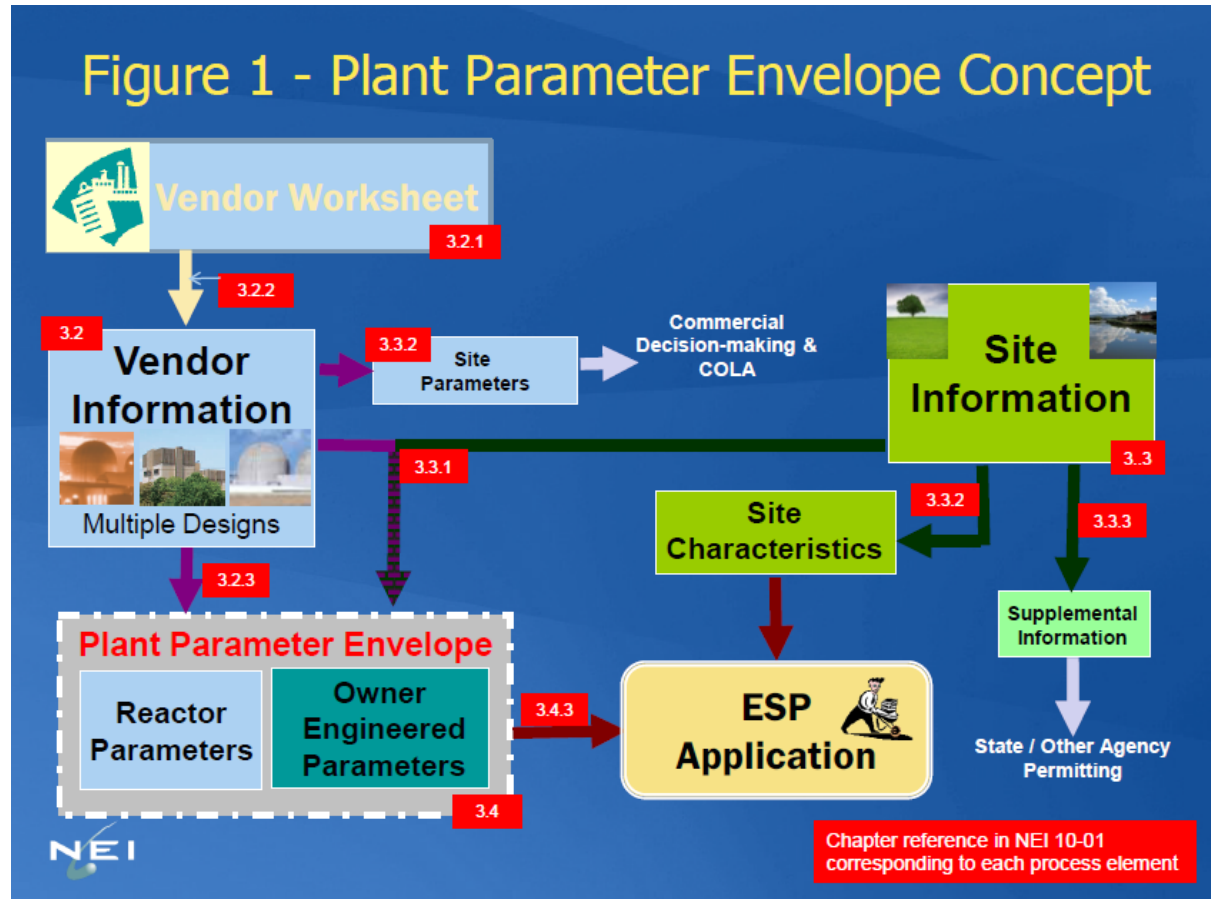 Figure 1 - Plant Parameter Envelope Concept
Vendor Worksheet
3.2.1
3.2.2
3.2
Vendor
Information
Multiple Designs
3.3.2
Site
Parameters
Commercial
Decision-making &
COLA
Site
Information
3..3
3.3.1
3.3.2
3.3.3
Site
Characteristics
3.2.3
Supplemental
Information
Plant Parameter Envelope
Reactor
Parameters
Owner
Engineered
Parameters
3.4.3
3.4
ESP
Application
State / Other Agency
Permitting
NEI
Chapter reference in NEI 10-01
corresponding to each process element